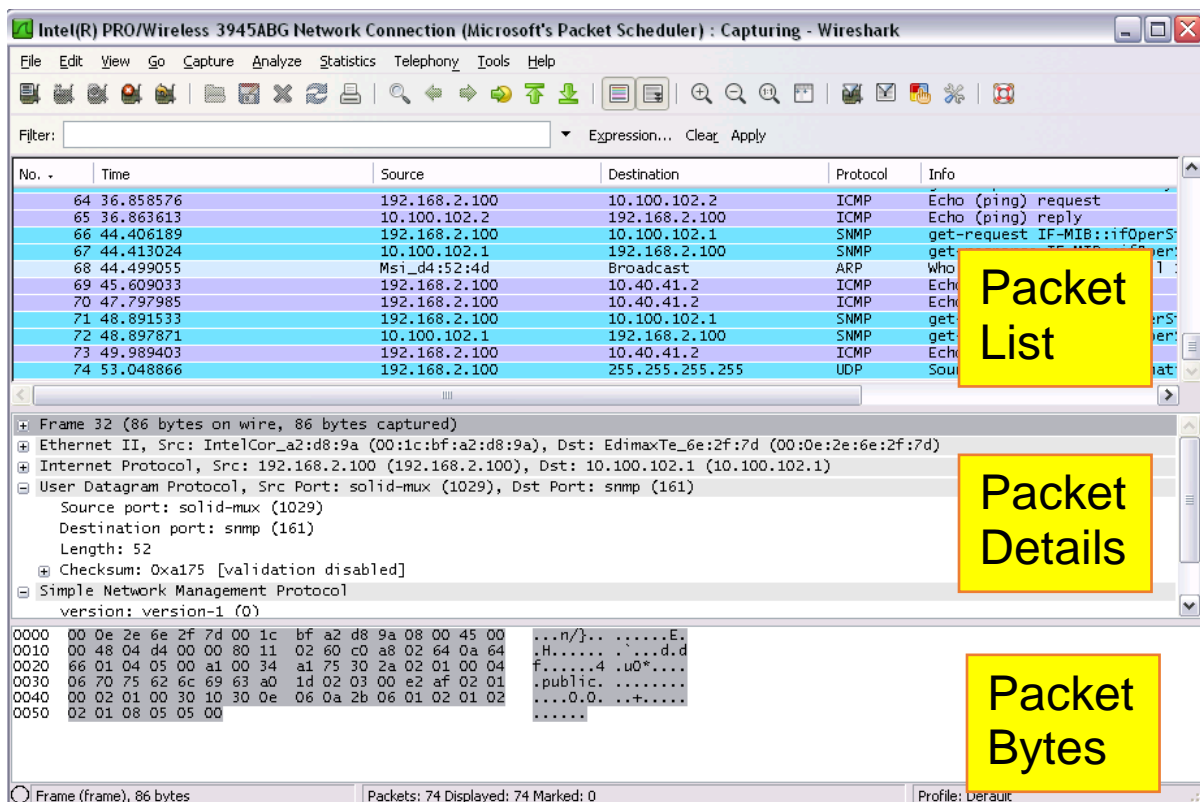 Intel(R) PRO/Wireless 3945ABG Network Connection (Microsoft's Packet Scheduler) : Capturing - Wireshark
File Edit View Go Capture Analyze Statistics Telephony Tools Help
Filter: Expression... Clear Apply
No. Time Source Destination Protocol Info
64 36.858576 192.168.2.100 10.100.102.2 ICMP Echo (ping) request
65 36.863613 10.100.102.2 192.168.2.100 ICMP Echo (ping) reply
66 44.406189 192.168.2.100 10.100.102.1 SNMP get-request IF-MIB::ifOperS
67 44.413024 10.100.102.1 192.168.2.100 SNMP
68 44.499055 Msi_d4:52:4d Broadcast ARP Who
69 45.609033 192.168.2.100 10.40.41.2 ICMP Ech
70 47.797985 192.168.2.100 10.40.41.2 ICMP Ech
71 48.891533 192.168.2.100 10.100.102.1 SNMP get-
72 48.897871 10.100.102.1 192.168.2.100 SNMP get-
73 49.989403 192.168.2.100 10.40.41.2 ICMP Ech
74 53.048866 192.168.2.100 255.255.255.255 UDP Sour
Packet
List
Frame 32 (86 bytes on wire, 86 bytes captured)
Ethernet II, Src: IntelCor_a2:d8:9a (00:1c:bf:a2:d8:9a), Dst: EdimaxTe_6e:2f:7d (00:0e:2e:6e:2f:7d)
Internet Protocol, Src: 192.168.2.100 (192.168.2.100), Dst: 10.100.102.1 (10.100.102.1)
User Datagram Protocol, Src Port: solid-mux (1029), Dst Port: snmp (161)
Source port: solid-mux (1029)
Destination port: snmp (161)
Length: 52
Checksum: 0xa175 [validation disabled]
Simple Network Management Protocol
version: version-1 (0)
Packet
Details
0000 00 0e 2e 6e 2f 7d 00 1c bf a2 d8 9a 08 00 45 00 ...n/}.. ......E.
0010 00 48 04 d4 00 00 80 11 02 60 c0 a8 02 64 0a 64 .H...... .`...d.d
0020 66 01 04 05 00 a1 00 34 a1 75 30 2a 02 01 00 04 f......4 .u0*....
0030 06 70 75 62 6c 69 63 a0 1d 02 03 00 e2 af 02 01 .public. ........
0040 00 02 01 00 30 10 30 0e 06 0a 2b 06 01 02 01 02 ....0.0. ..+.....
0050 02 01 08 05 05 00 ......
Packet
Bytes
Frame (frame), 86 bytes Packets: 74 Displayed: 74 Marked: 0 Profile: Default